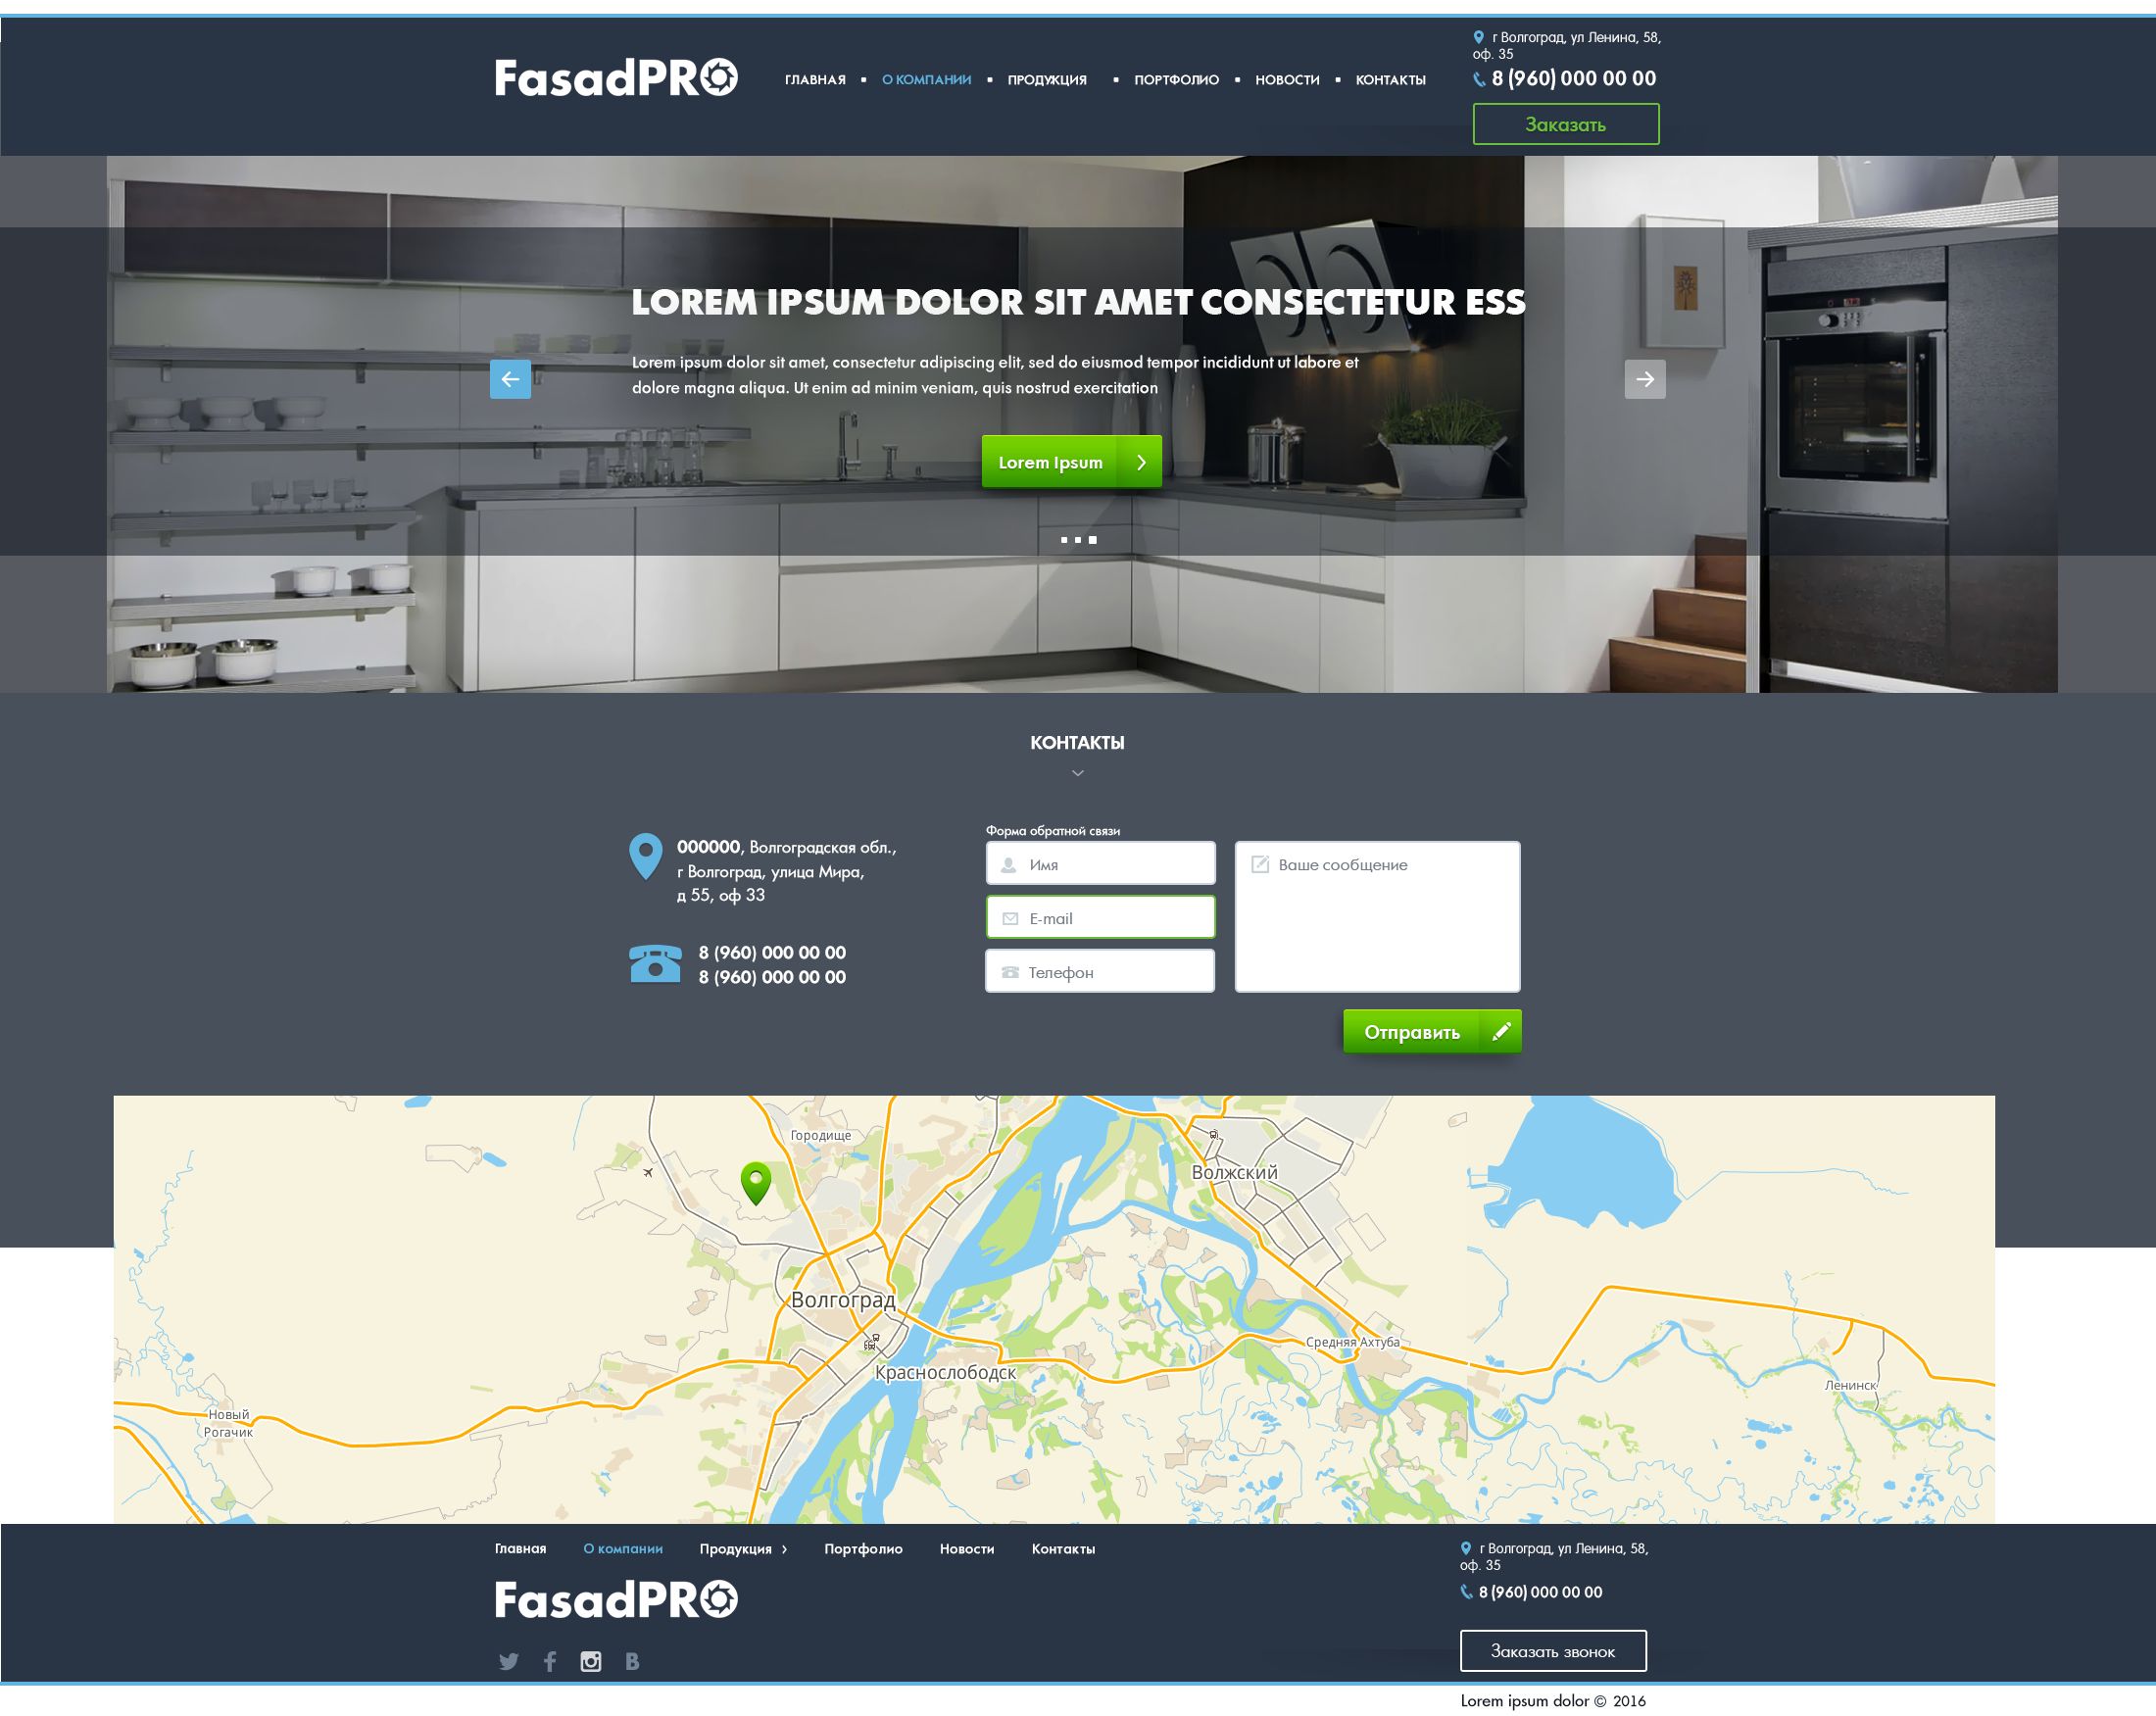 FasadPRO
ГЛАВНАЯ
О КОМПАНИИ
ПРОДУКЦИЯ
ПОРТФОЛИО
НОВОСТИ
КОНТАКТЫ
г Волгоград, ул Ленина, 58,
оф. 35
8 (960) 000 00 00
Заказать
LOREM IPSUM DOLOR SIT AMET CONSECTETUR ESS
Lorem ipsum dolor sit amet, consectetur adipiscing elit, sed do eiusmod tempor incididunt ut labore et
dolore magna aliqua. Ut enim ad minim veniam, quis nostrud exercitation
Lorem Ipsum
КОНТАКТЫ
000000, Волгоградская обл.,
г Волгоград, улица Мира,
д 55, оф 33
8 (960) 000 00 00
8 (960) 000 00 00
Форма обратной связи
Имя
E-mail
Телефон
Ваше сообщение
Отправить
Городище
Волжский
Волгоград
Средняя Ахтуба
Краснослободск
Ленинск
Новый
Рогачик
Главная
О компании
Продукция
Портфолио
Новости
Контакты
FasadPRO
г Волгоград, ул Ленина, 58,
оф. 35
8 (960) 000 00 00
Заказать звонок
Lorem ipsum dolor © 2016